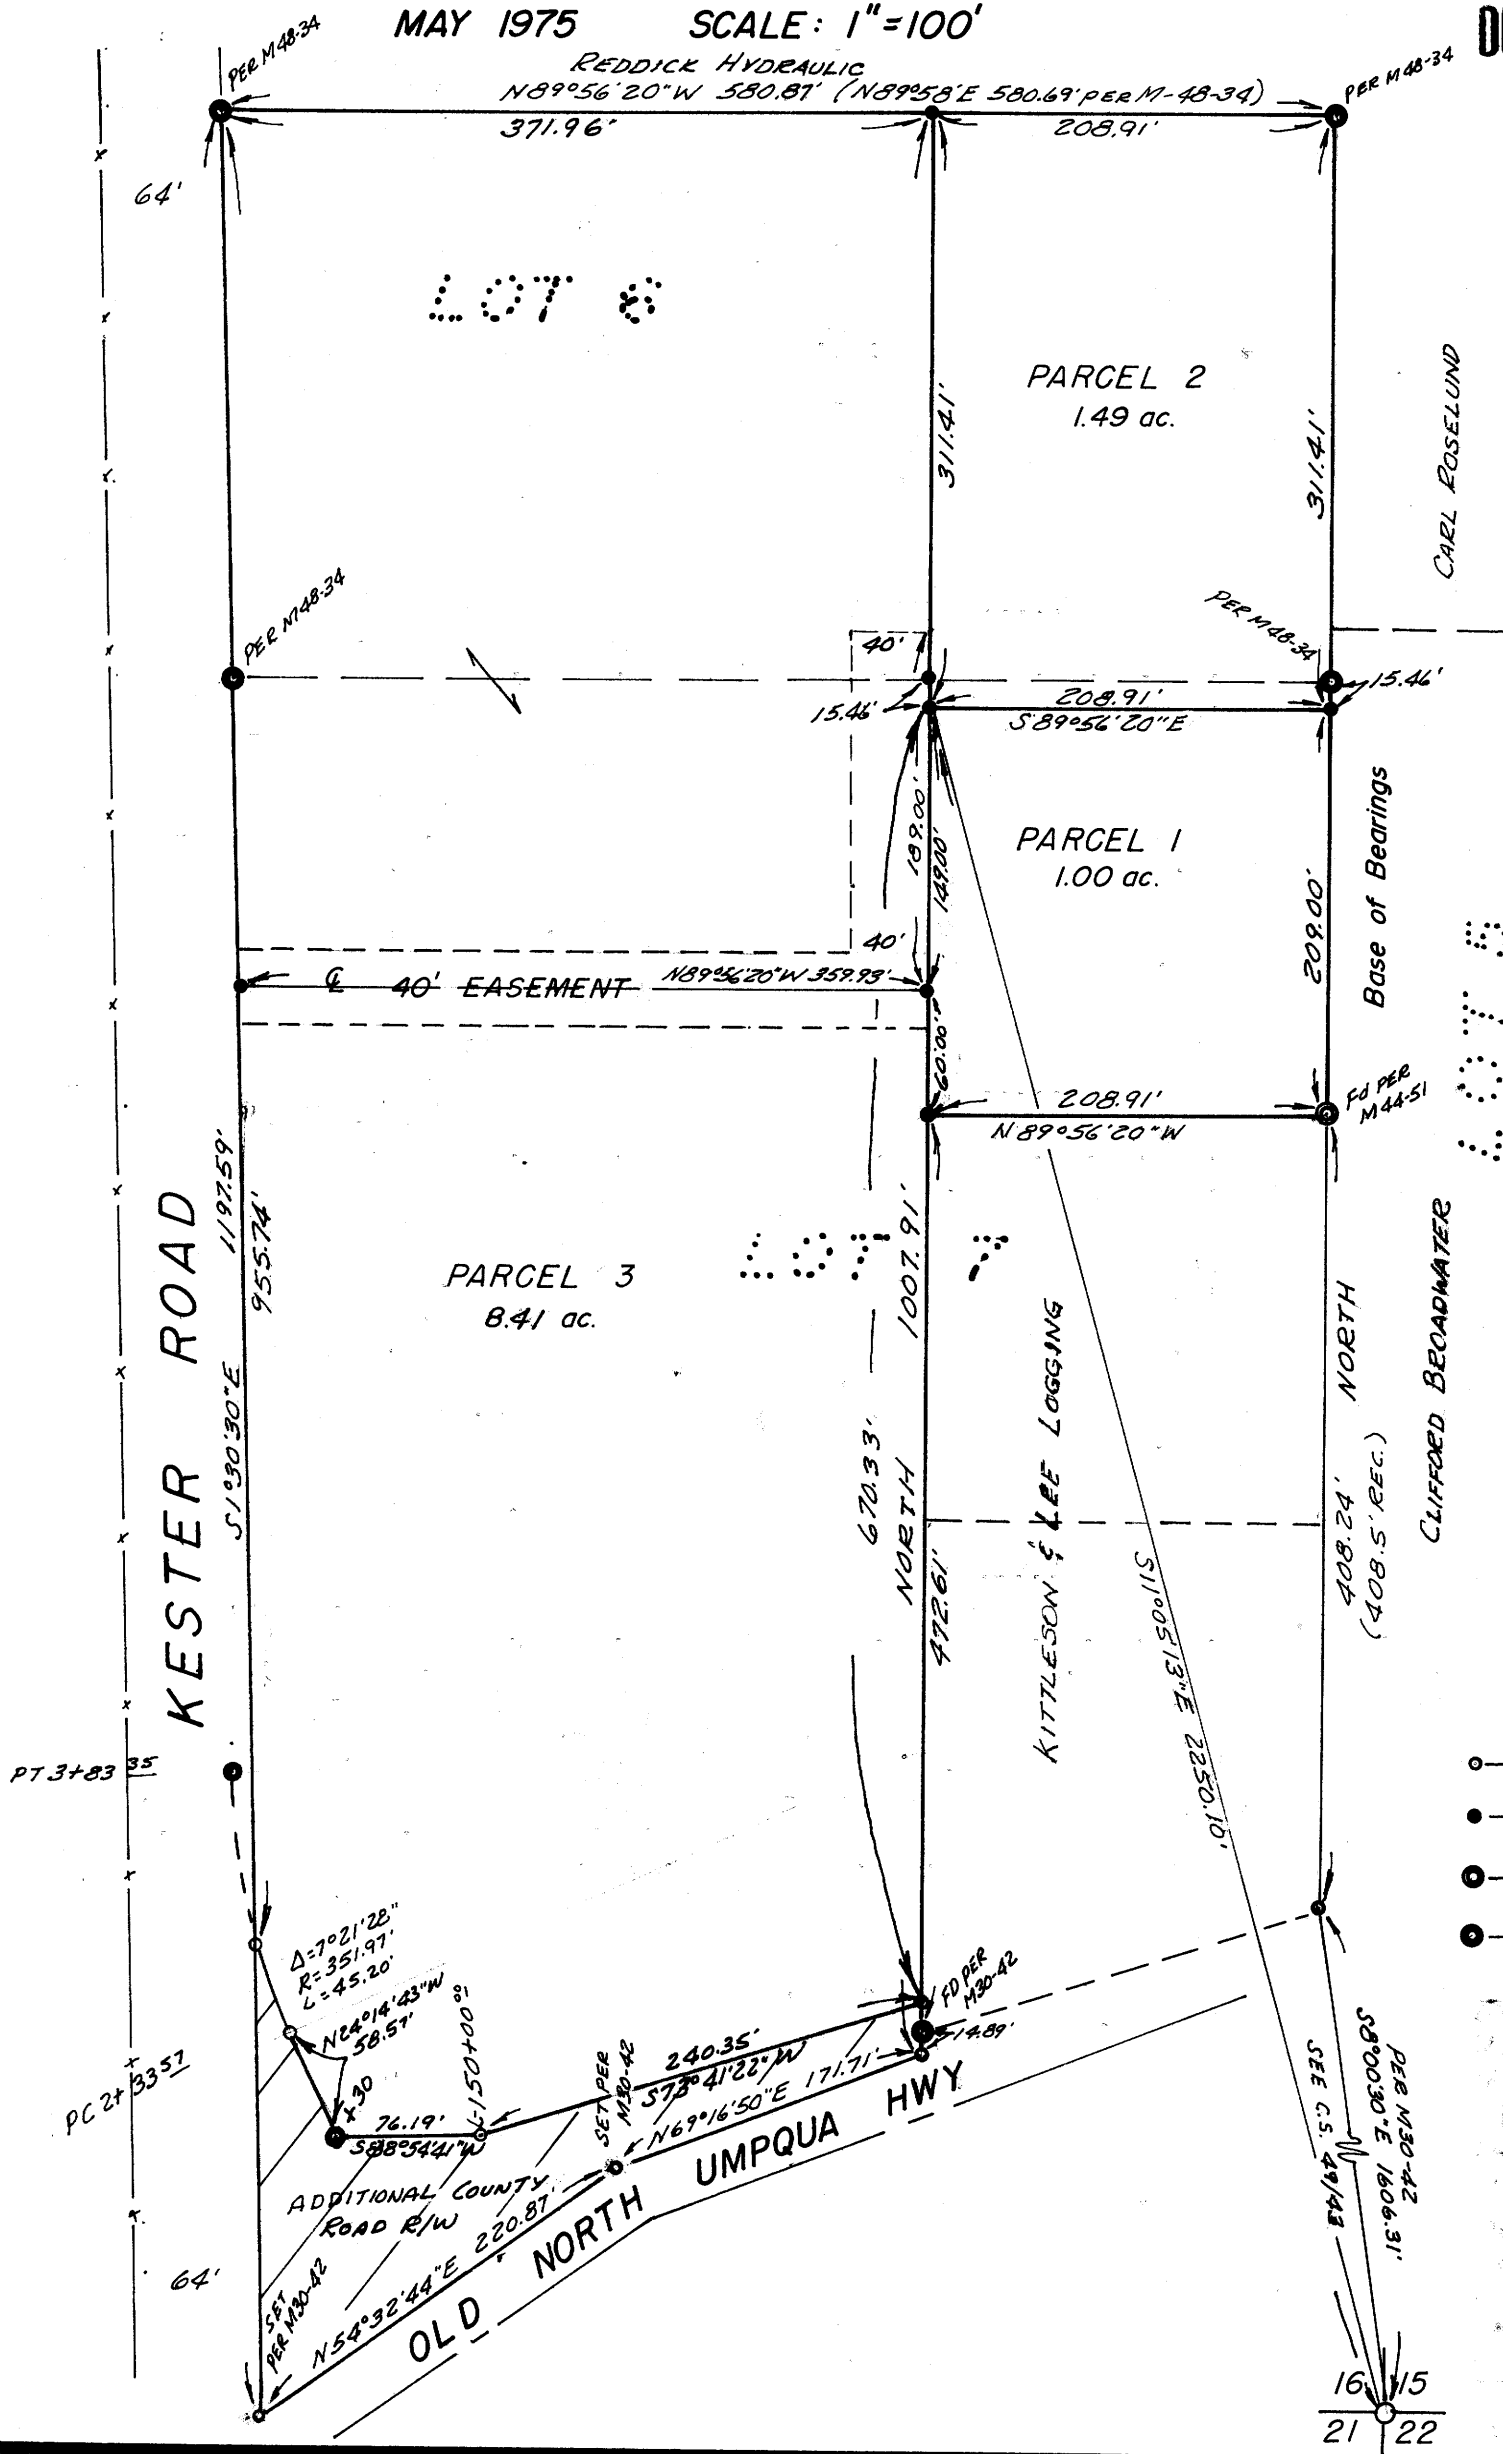 MAY 1975 SCALE: 1"=100'
REDDICK HYDRAULIC
N89°56'20"W 580.87' (N89°58'E 580.69' PER M-48-34)
PER M48-34
PER M48-34
371.96'
208.91'
64'
LOT 6
PARCEL 2
1.49 ac.
311.41'
311.41'
CARL ROSELUND
PER M48-34
PER M48-34
40'
15.46'
15.46'
208.91'
S89°56'20"E
189.00'
149.00'
PARCEL 1
1.00 ac.
209.00'
Base of Bearings
LOT 5
40'
℄ 40' EASEMENT N89°56'20"W 359.93'
60.00'
208.91'
N89°56'20"W
Fd PER
M44-51
KESTER ROAD
1197.59'
955.74'
S1°30'30"E
PARCEL 3
8.41 ac.
LOT 7
1007.91'
670.33'
NORTH
472.61'
KITTLESON & LEE LOGGING
S11°05'13"E 2250.10'
NORTH
408.24'
(408.5' REC.)
CLIFFORD BROADWATER
PT 3+83 35
Δ=7°21'28"
R=351.97'
L=45.20'
N24°14'43"W
58.57'
PC 2+33 57
X-30
76.19'
S88°54'41"W
L-150+00 00
240.35'
S73°41'22"W
SET PER
M30-42
N69°16'50"E 171.71'
FD PER
M30-42
14.89'
ADDITIONAL COUNTY
ROAD R/W
N54°32'44"E 220.87'
OLD NORTH UMPQUA HWY
SET
PER M30-42
64'
PER M30-42
S8°00'30"E 1606.31'
SEE C.S. 49/43
16 15
21 22